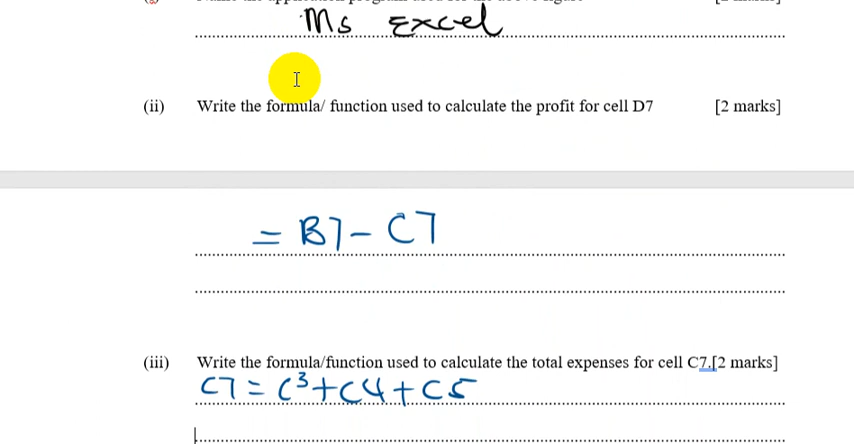 Ms Excel
(ii) Write the formula/ function used to calculate the profit for cell D7 [2 marks]
= B7 - C7
(iii) Write the formula/function used to calculate the total expenses for cell C7.[2 marks]
C7 = C3+C4+C5